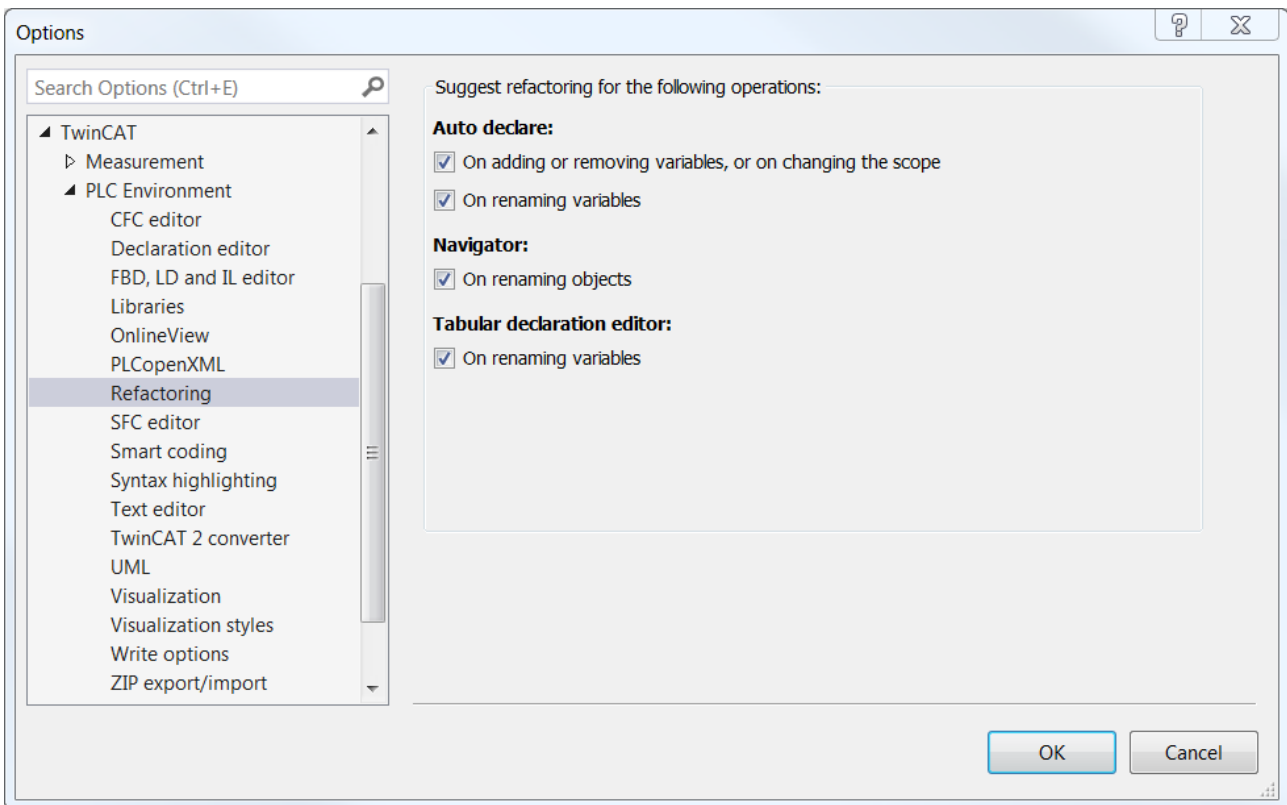 Options
Search Options (Ctrl+E)
TwinCAT
Measurement
PLC Environment
CFC editor
Declaration editor
FBD, LD and IL editor
Libraries
OnlineView
PLCopenXML
Refactoring
SFC editor
Smart coding
Syntax highlighting
Text editor
TwinCAT 2 converter
UML
Visualization
Visualization styles
Write options
ZIP export/import
Suggest refactoring for the following operations:
Auto declare:
On adding or removing variables, or on changing the scope
On renaming variables
Navigator:
On renaming objects
Tabular declaration editor:
On renaming variables
OK
Cancel